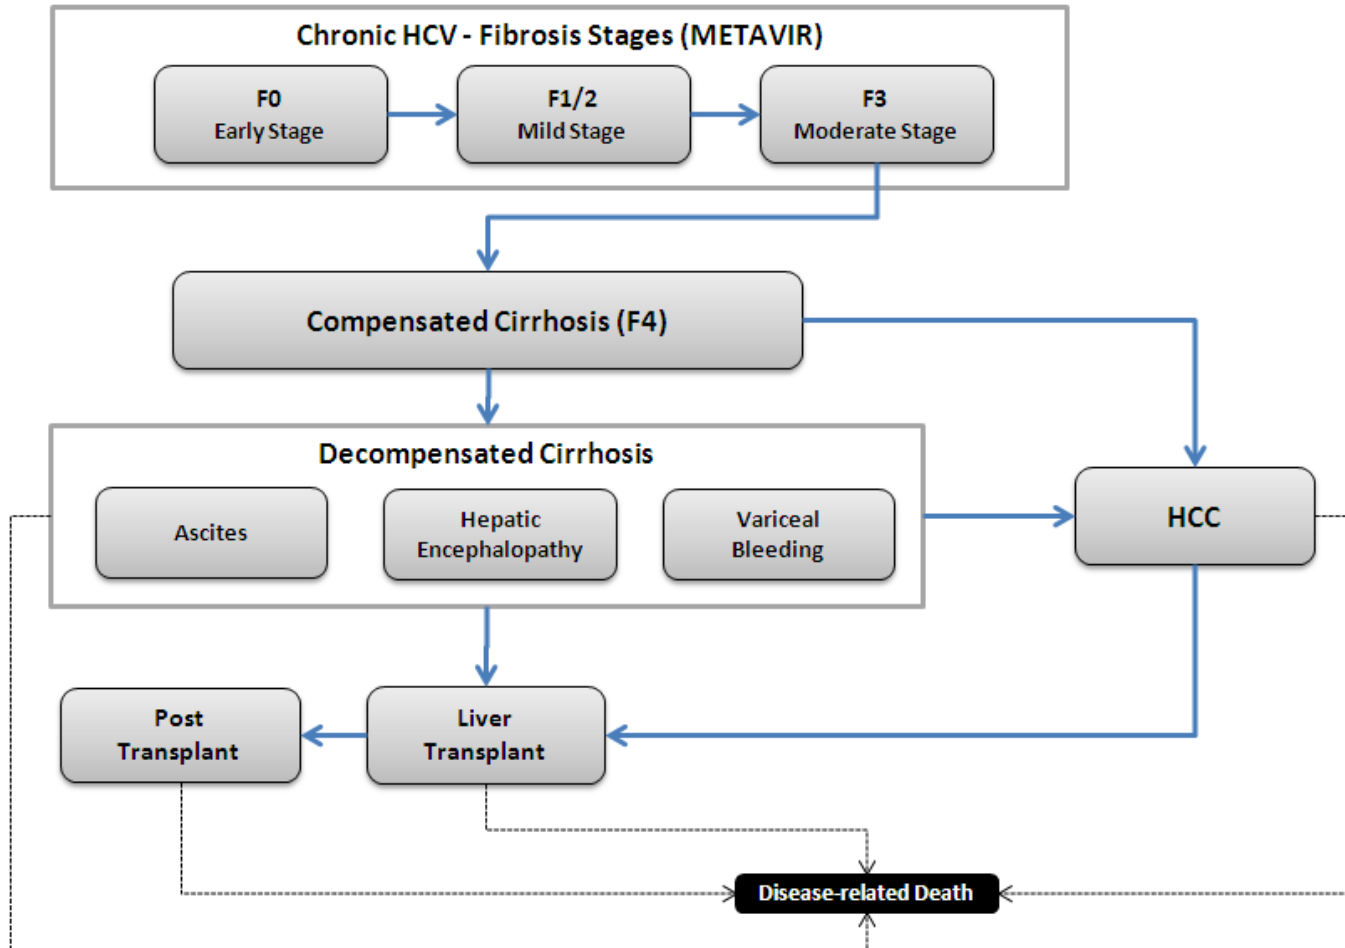 Chronic HCV - Fibrosis Stages (METAVIR)
F0
Early Stage
F1/2
Mild Stage
F3
Moderate Stage
Compensated Cirrhosis (F4)
Decompensated Cirrhosis
Ascites
Hepatic
Encephalopathy
Variceal
Bleeding
HCC
Post
Transplant
Liver
Transplant
Disease-related Death